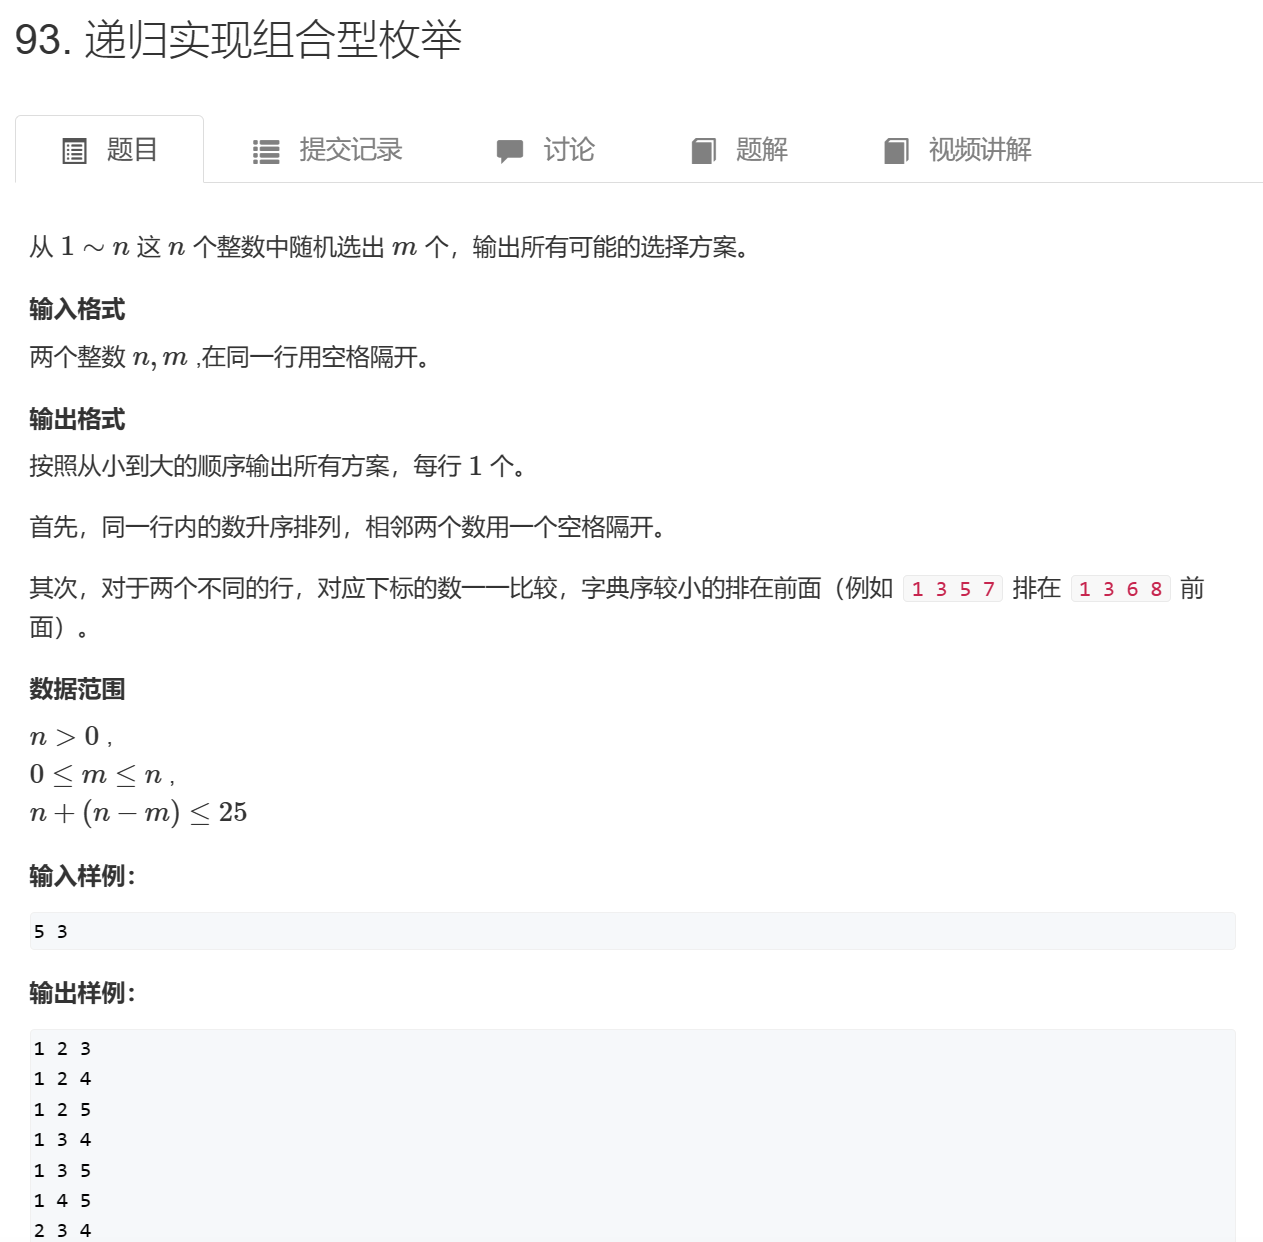 93. 递归实现组合型枚举
题目 提交记录 讨论 题解 视频讲解
从 1 ∼ n 这 n 个整数中随机选出 m 个，输出所有可能的选择方案。
输入格式
两个整数 n, m ,在同一行用空格隔开。
输出格式
按照从小到大的顺序输出所有方案，每行 1 个。
首先，同一行内的数升序排列，相邻两个数用一个空格隔开。
其次，对于两个不同的行，对应下标的数一一比较，字典序较小的排在前面（例如 1 3 5 7 排在 1 3 6 8 前
面）。
数据范围
n > 0 ,
0 ≤ m ≤ n ,
n + (n − m) ≤ 25
输入样例：
5 3
输出样例：
1 2 3
1 2 4
1 2 5
1 3 4
1 3 5
1 4 5
2 3 4